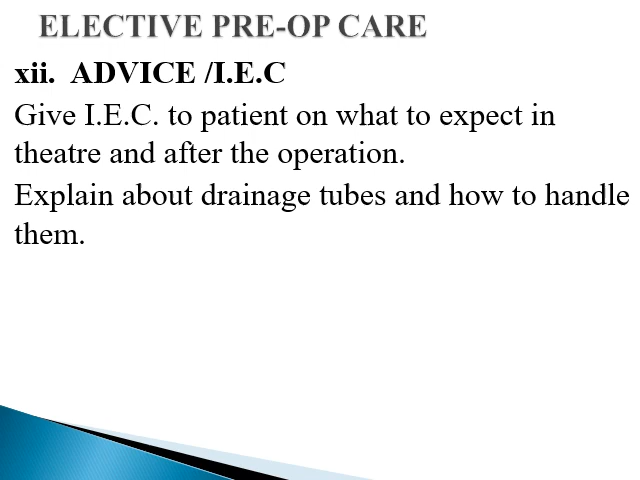 ELECTIVE PRE-OP CARE
xii.  ADVICE /I.E.C
Give I.E.C. to patient on what to expect in
theatre and after the operation.
Explain about drainage tubes and how to handle
them.